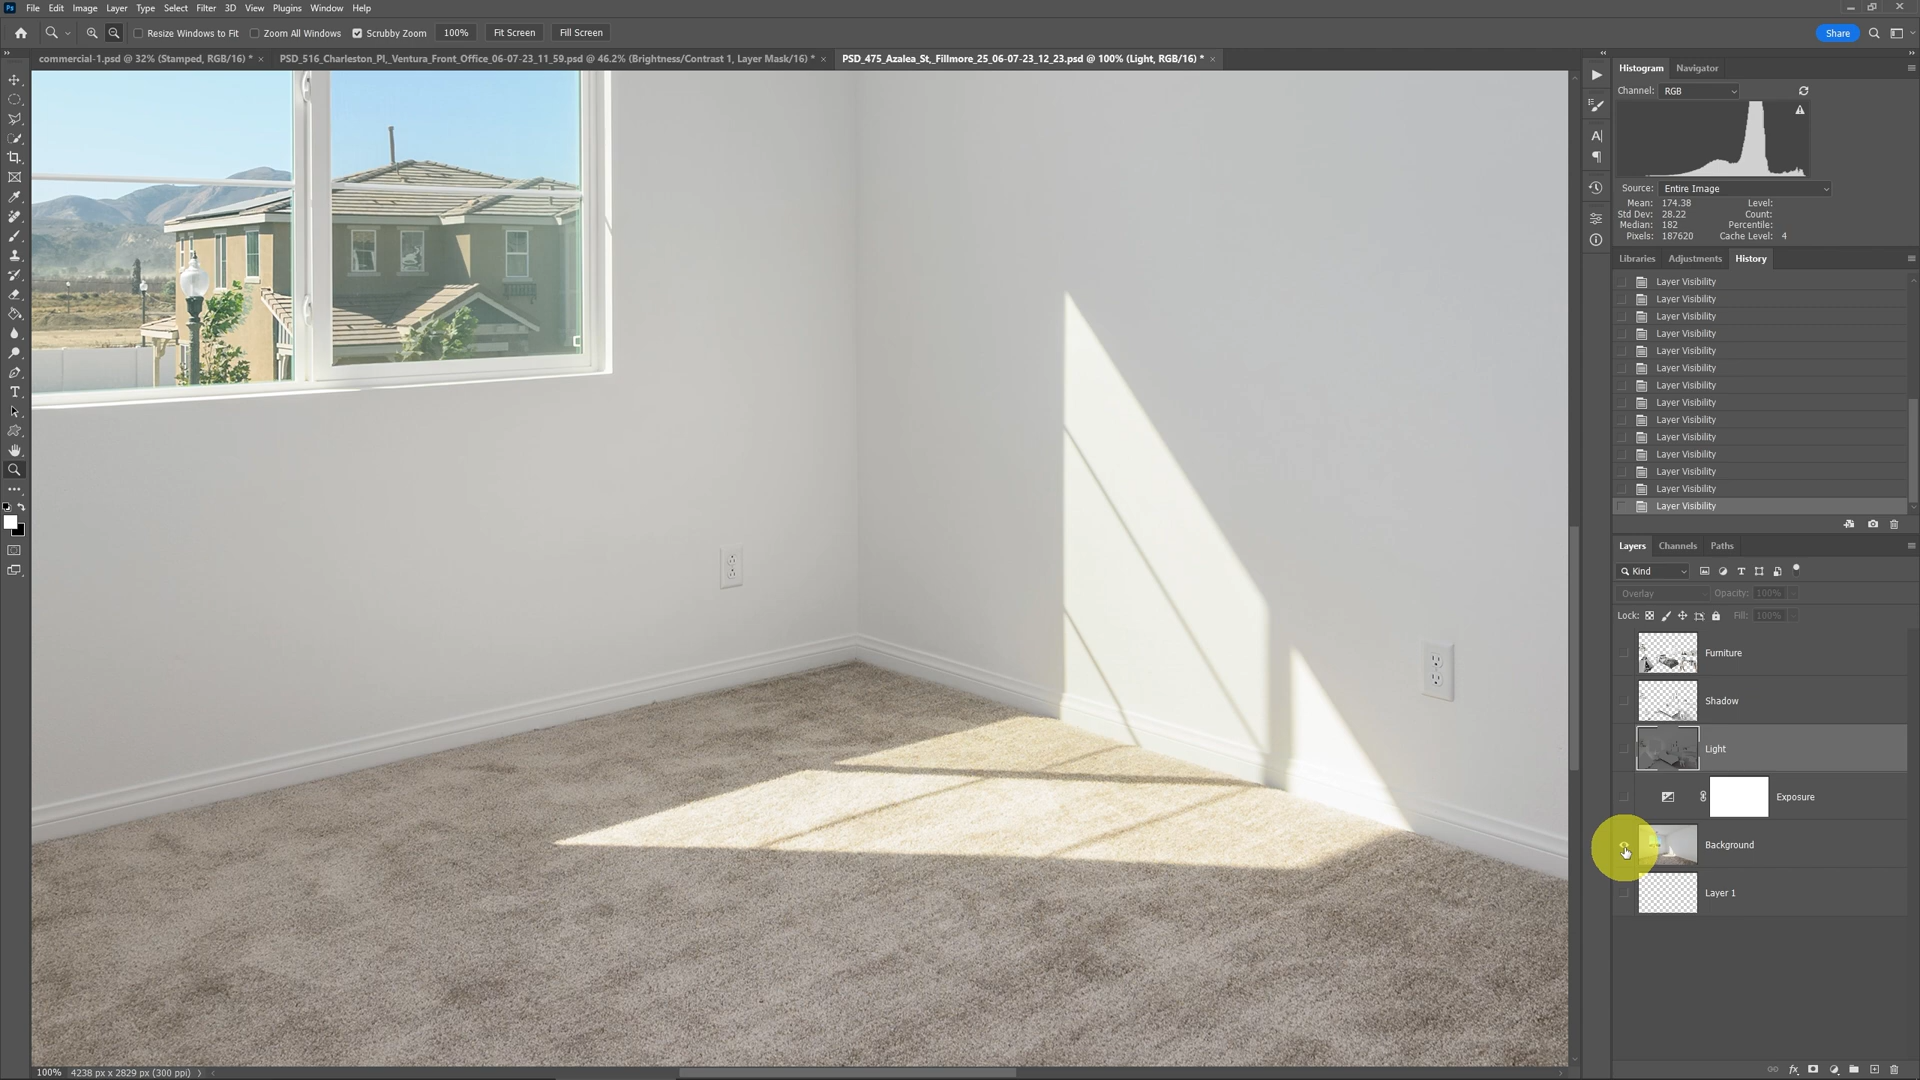 Ps File Edit Image Layer Type Select Filter 3D View Plugins Window Help
Resize Windows to Fit Zoom All Windows Scrubby Zoom 100% Fit Screen Fill Screen Share
commercial-1.psd @ 32% (Stamped, RGB/16) * × PSD_516_Charleston_Pl,_Ventura_Front_Office_06-07-23_11_59.psd @ 46.2% (Brightness/Contrast 1, Layer Mask/16) * × PSD_475_Azalea_St,_Fillmore_25_06-07-23_12_23.psd @ 100% (Light, RGB/16) * ×
Histogram Navigator
Channel: RGB
Source: Entire Image
Mean: 174.38 Level:
Std Dev: 28.22 Count:
Median: 182 Percentile:
Pixels: 187620 Cache Level: 4
Libraries Adjustments History
Layer Visibility
Layer Visibility
Layer Visibility
Layer Visibility
Layer Visibility
Layer Visibility
Layer Visibility
Layer Visibility
Layer Visibility
Layer Visibility
Layer Visibility
Layer Visibility
Layer Visibility
Layer Visibility
Layers Channels Paths
Kind
Overlay Opacity: 100%
Lock: Fill: 100%
Furniture
Shadow
Light
Exposure
Background
Layer 1
100% 4238 px x 2829 px (300 ppi)